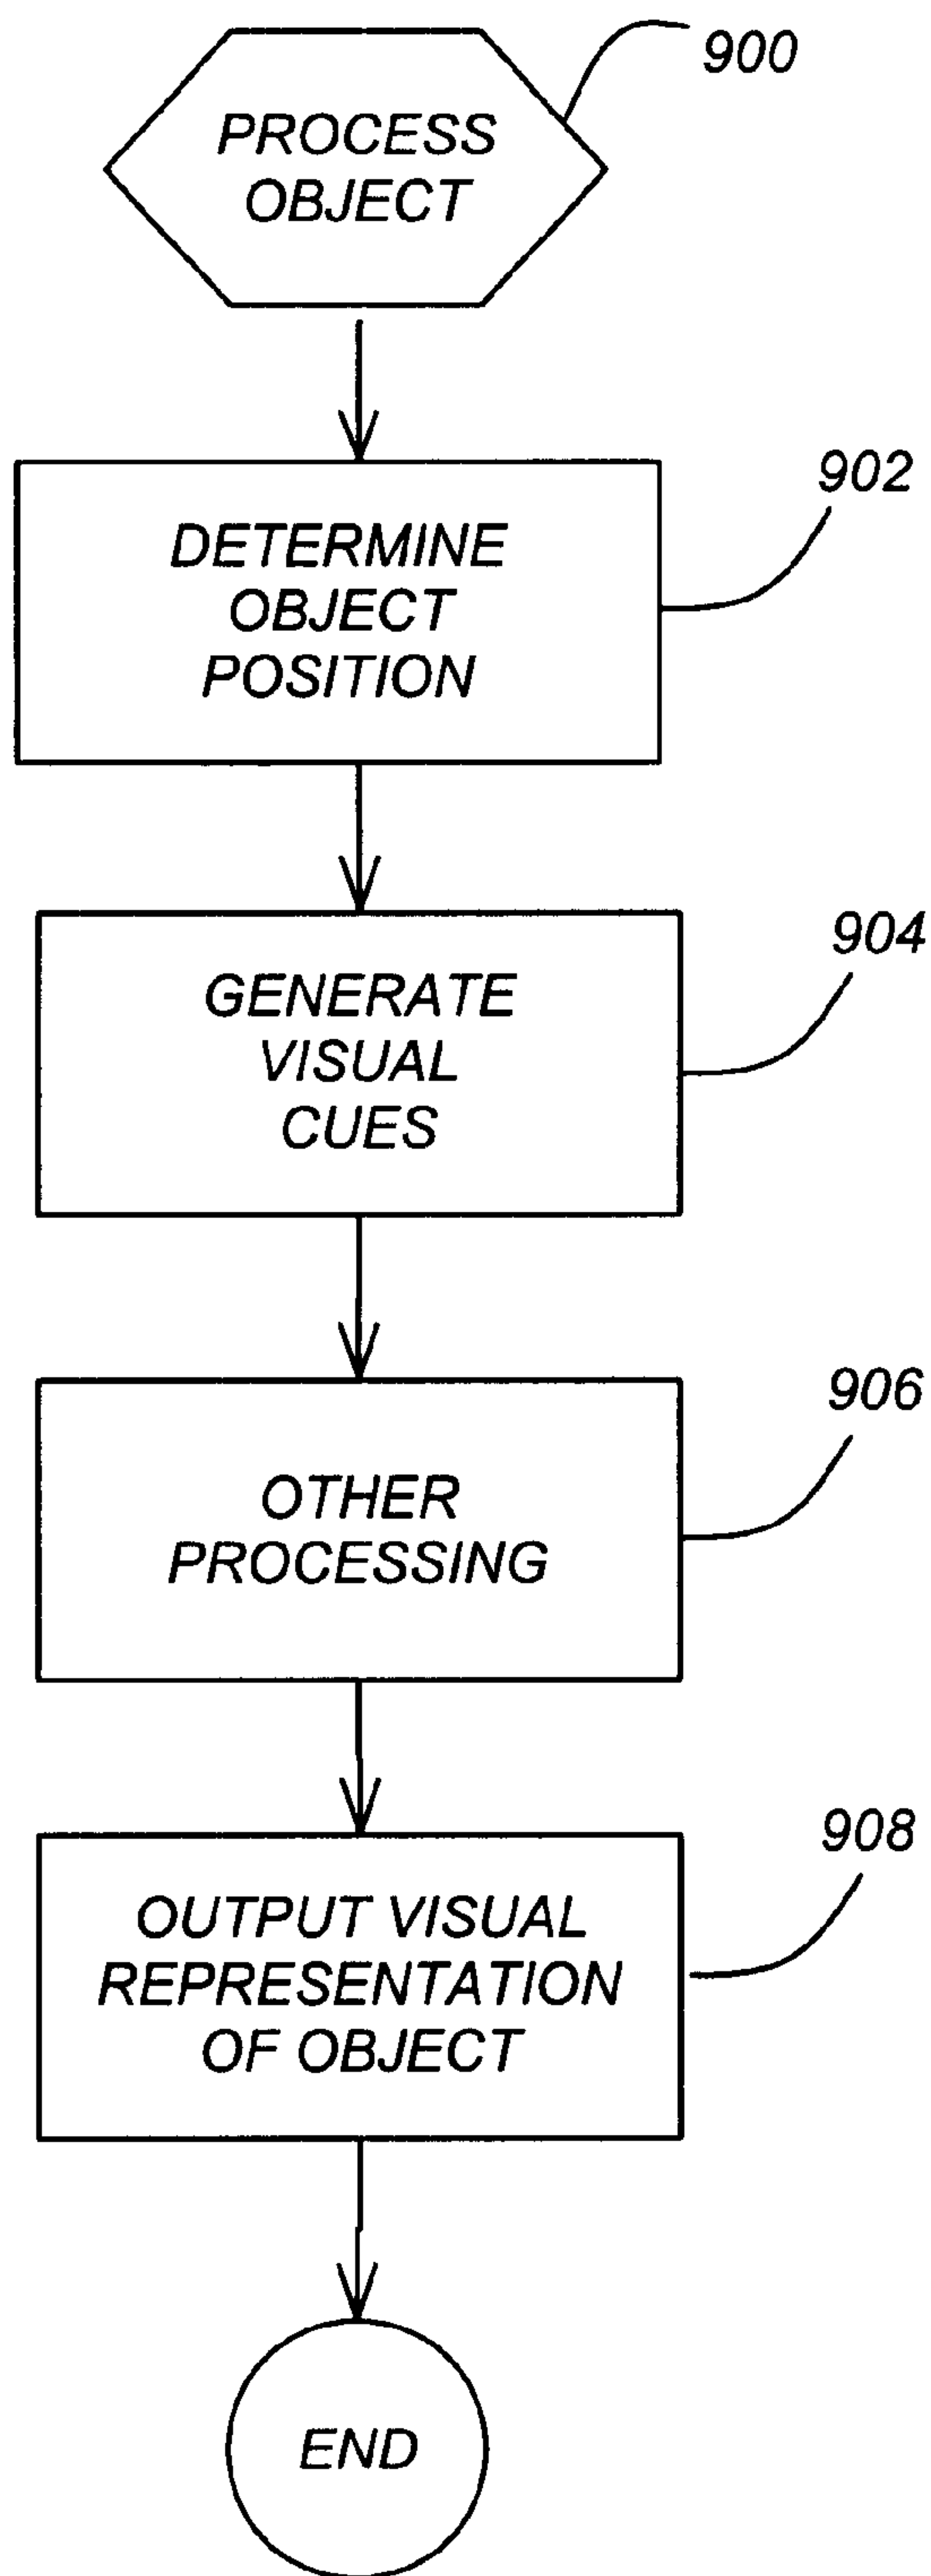 900
PROCESS
OBJECT
902
DETERMINE
OBJECT
POSITION
904
GENERATE
VISUAL
CUES
906
OTHER
PROCESSING
908
OUTPUT VISUAL
REPRESENTATION
OF OBJECT
END